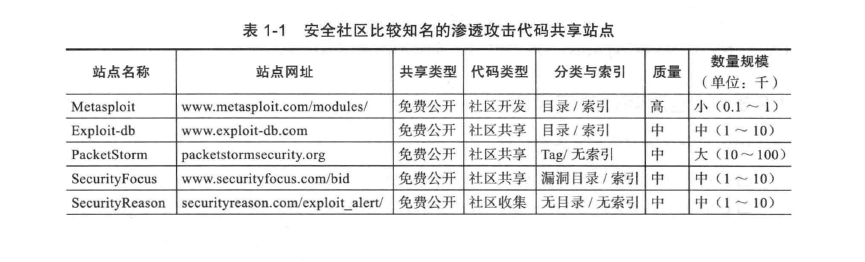 表 1-1 安全社区比较知名的渗透攻击代码共享站点
站点名称 站点网址 共享类型 代码类型 分类与索引 质量 数量规模
（单位：千）
Metasploit www.metasploit.com/modules/ 免费公开 社区开发 目录 / 索引 高 小（0.1～1）
Exploit-db www.exploit-db.com 免费公开 社区共享 目录 / 索引 中 中（1～10）
PacketStorm packetstormsecurity.org 免费公开 社区共享 Tag/ 无索引 中 大（10～100）
SecurityFocus www.securityfocus.com/bid 免费公开 社区共享 漏洞目录 / 索引 中 中（1～10）
SecurityReason securityreason.com/exploit_alert/ 免费公开 社区收集 无目录 / 无索引 中 中（1～10）